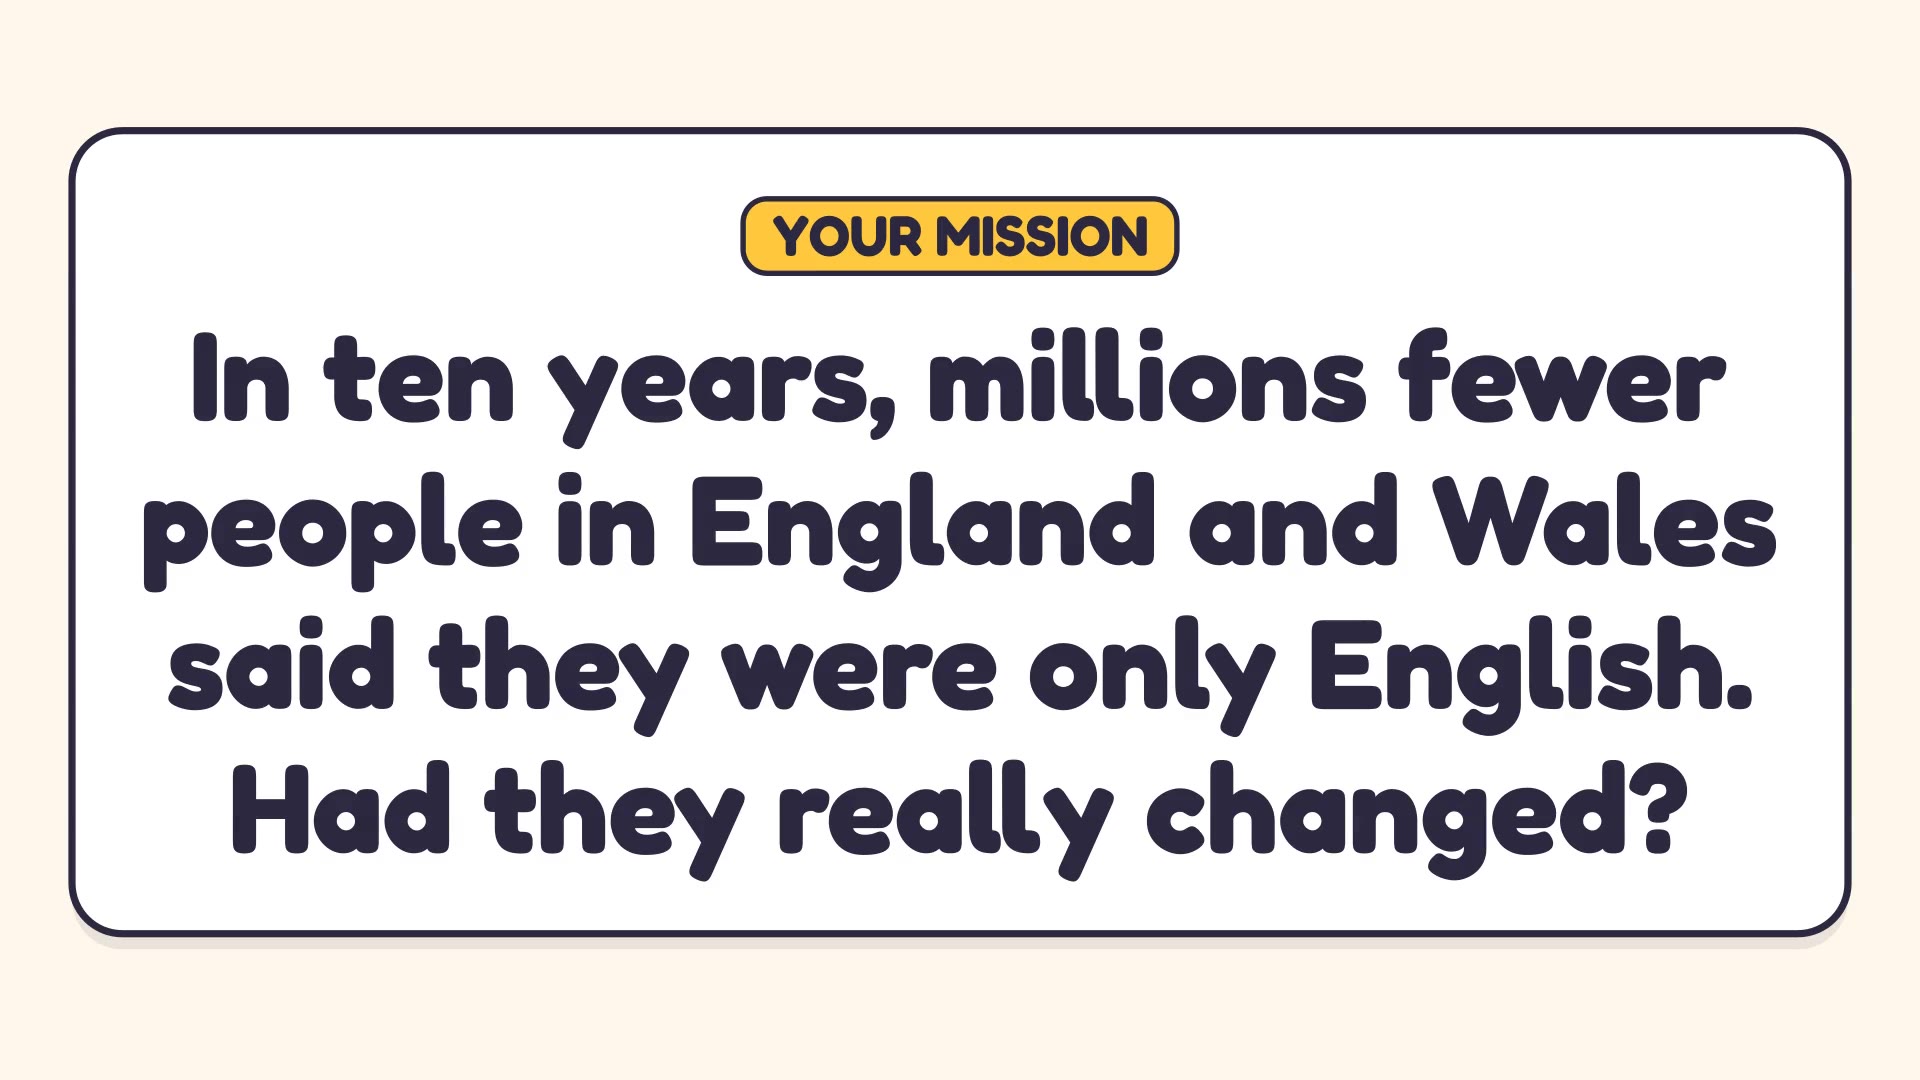 YOUR MISSION
In ten years, millions fewer
people in England and Wales
said they were only English.
Had they really changed?